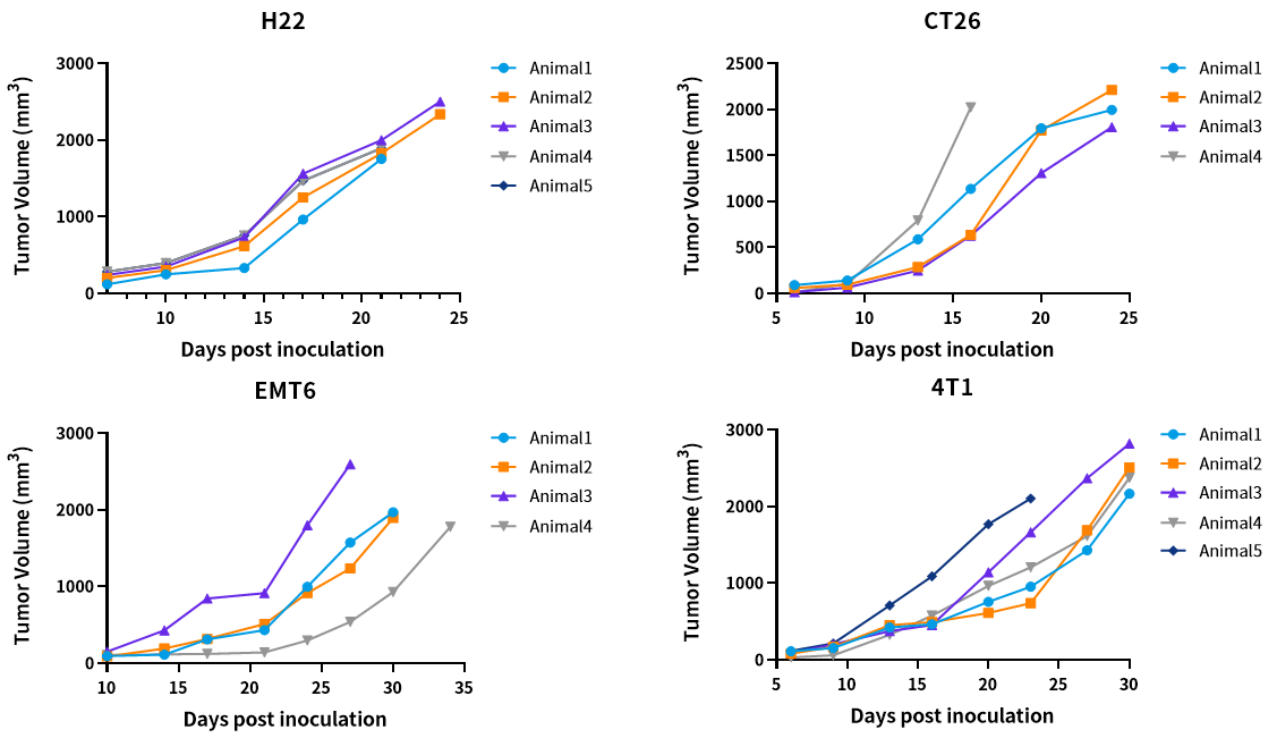 H22
3000
2000
1000
0
10
15
20
25
Tumor Volume (mm³)
Days post inoculation
Animal1
Animal2
Animal3
Animal4
Animal5
CT26
2500
2000
1500
1000
500
0
5
10
15
20
25
Tumor Volume (mm³)
Days post inoculation
Animal1
Animal2
Animal3
Animal4
EMT6
3000
2000
1000
0
10
15
20
25
30
35
Tumor Volume (mm³)
Days post inoculation
Animal1
Animal2
Animal3
Animal4
4T1
3000
2000
1000
0
5
10
15
20
25
30
Tumor Volume (mm³)
Days post inoculation
Animal1
Animal2
Animal3
Animal4
Animal5